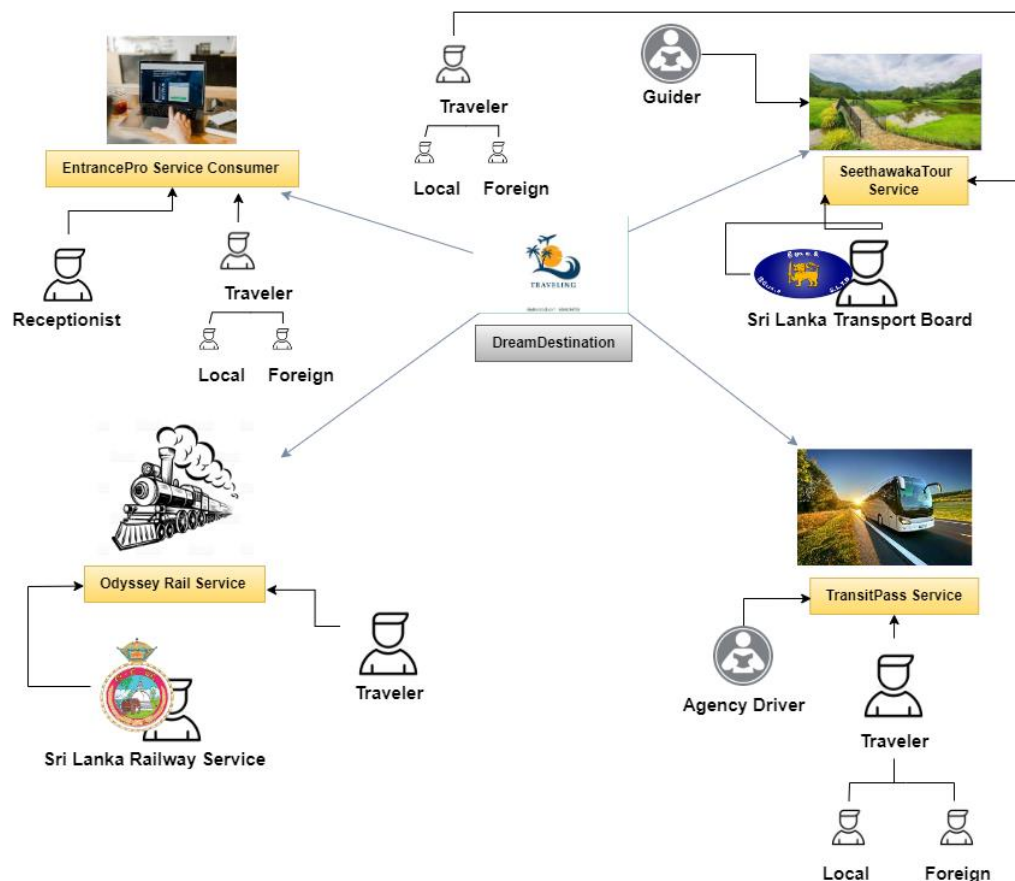 Traveler
Local
Foreign
Guider
EntrancePro Service Consumer
SeethawakaTour
Service
Receptionist
Traveler
Local
Foreign
TRAVELING
DreamDestination
Sri Lanka Transport Board
Odyssey Rail Service
Traveler
Sri Lanka Railway Service
TransitPass Service
Agency Driver
Traveler
Local
Foreign